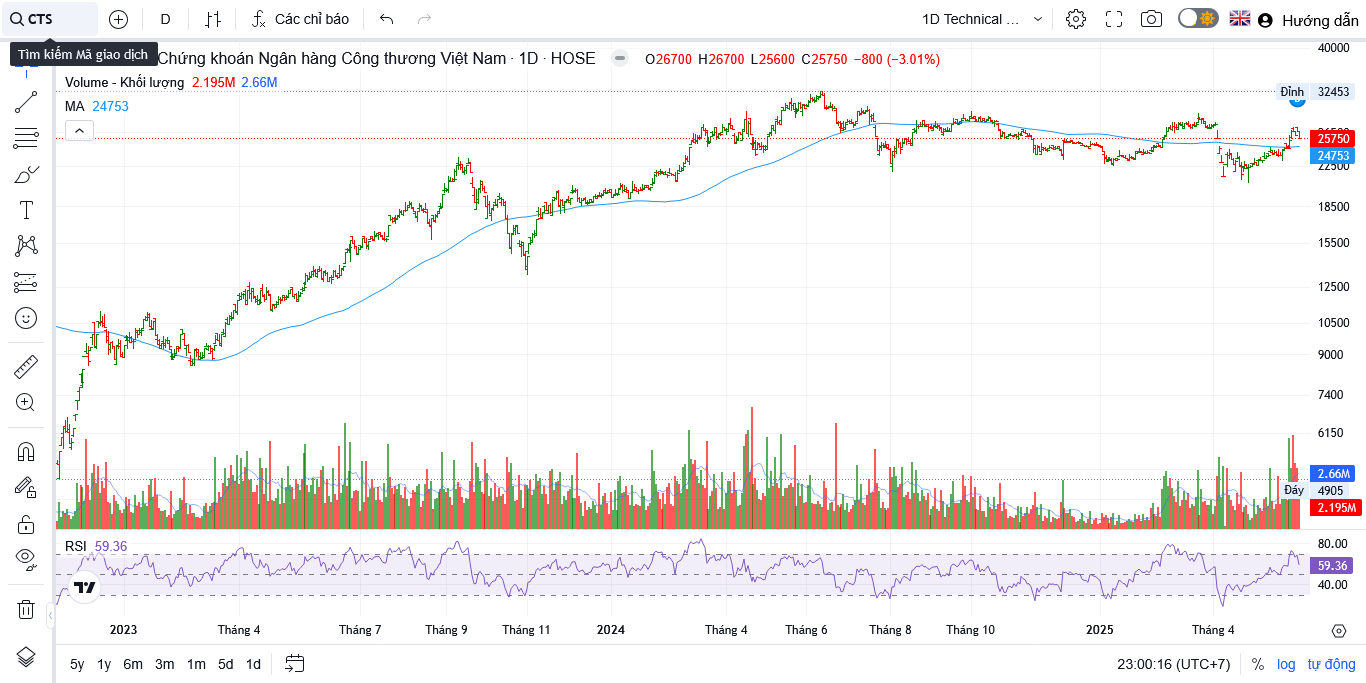 CTS
D
Các chỉ báo
1D Technical ...
Hướng dẫn
Tìm kiếm Mã giao dịch
Chứng khoán Ngân hàng Công thương Việt Nam · 1D · HOSE
O26700 H26700 L25600 C25750 −800 (−3.01%)
Volume - Khối lượng 2.195M 2.66M
MA 24753
40000
Đỉnh 32453
25750
24753
22500
18500
15500
12500
10500
9000
7400
6150
2.66M
Đáy 4905
2.195M
RSI 59.36
80.00
59.36
40.00
2023 Tháng 4 Tháng 7 Tháng 9 Tháng 11 2024 Tháng 4 Tháng 6 Tháng 8 Tháng 10 2025 Tháng 4
5y 1y 6m 3m 1m 5d 1d
23:00:16 (UTC+7) % log tự động